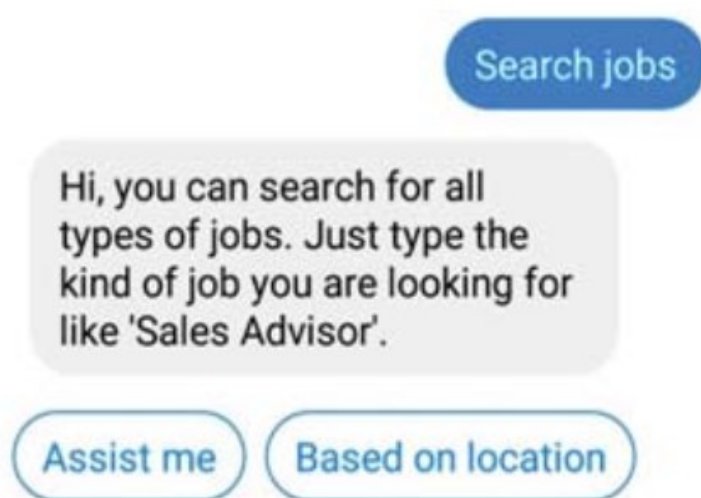 Search jobs
Hi, you can search for all
types of jobs. Just type the
kind of job you are looking for
like 'Sales Advisor'.
Assist me
Based on location